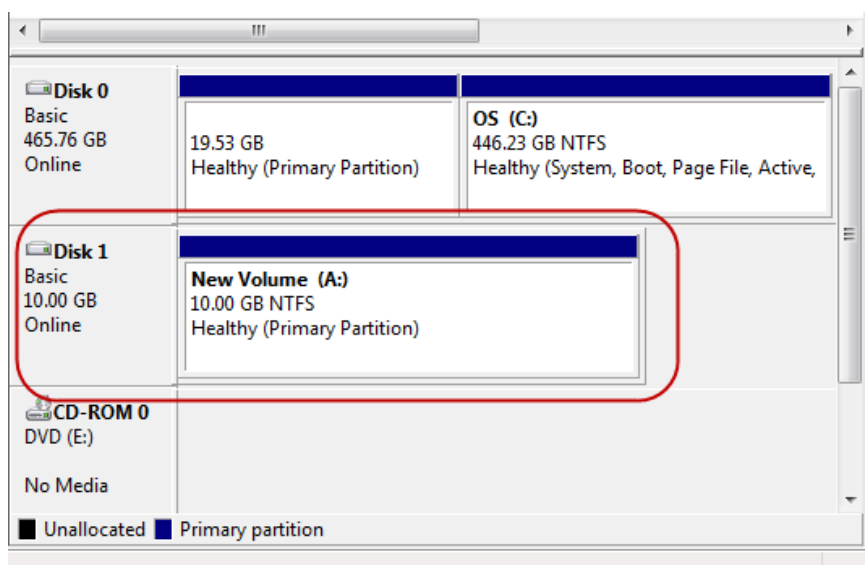 Disk 0
Basic
465.76 GB
Online
19.53 GB
Healthy (Primary Partition)
OS (C:)
446.23 GB NTFS
Healthy (System, Boot, Page File, Active,
Disk 1
Basic
10.00 GB
Online
New Volume (A:)
10.00 GB NTFS
Healthy (Primary Partition)
CD-ROM 0
DVD (E:)
No Media
Unallocated Primary partition